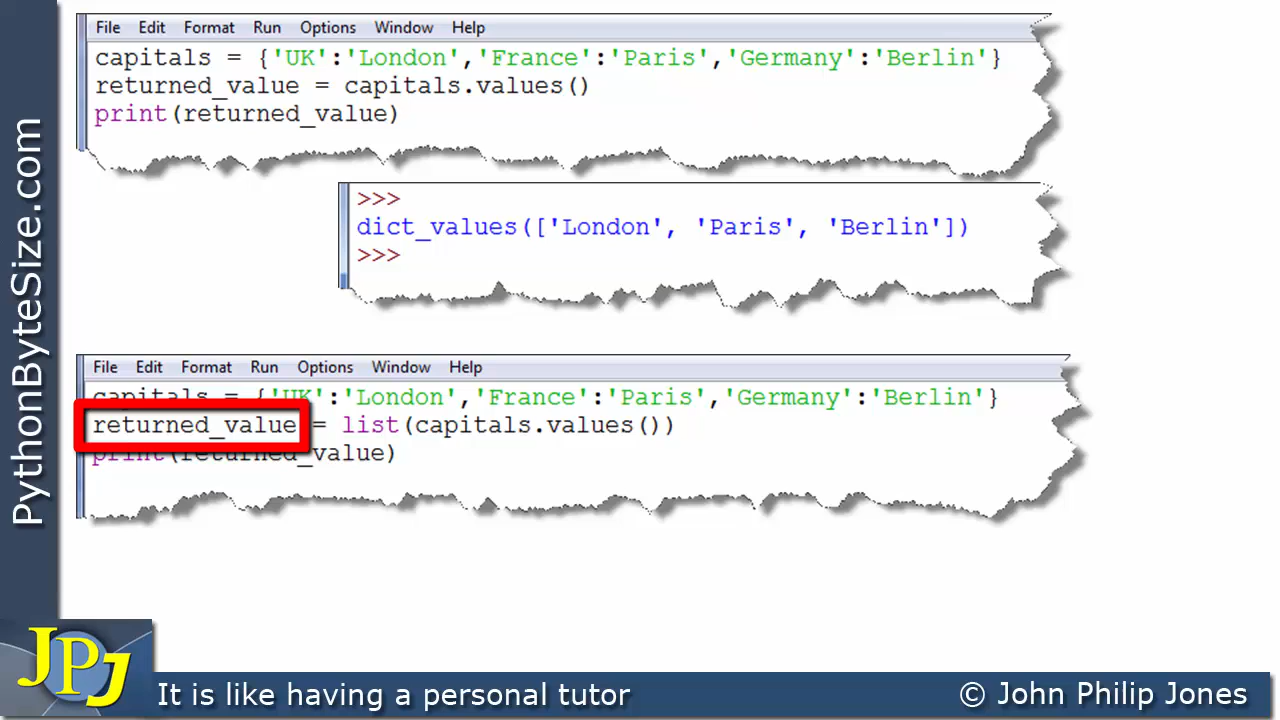 File Edit Format Run Options Window Help
capitals = {'UK':'London','France':'Paris','Germany':'Berlin'}
returned_value = capitals.values()
print(returned_value)
>>>
dict_values(['London', 'Paris', 'Berlin'])
>>>
File Edit Format Run Options Window Help
capitals = {'UK':'London','France':'Paris','Germany':'Berlin'}
returned_value = list(capitals.values())
print(returned_value)
PythonByteSize.com
JPJ
It is like having a personal tutor
© John Philip Jones